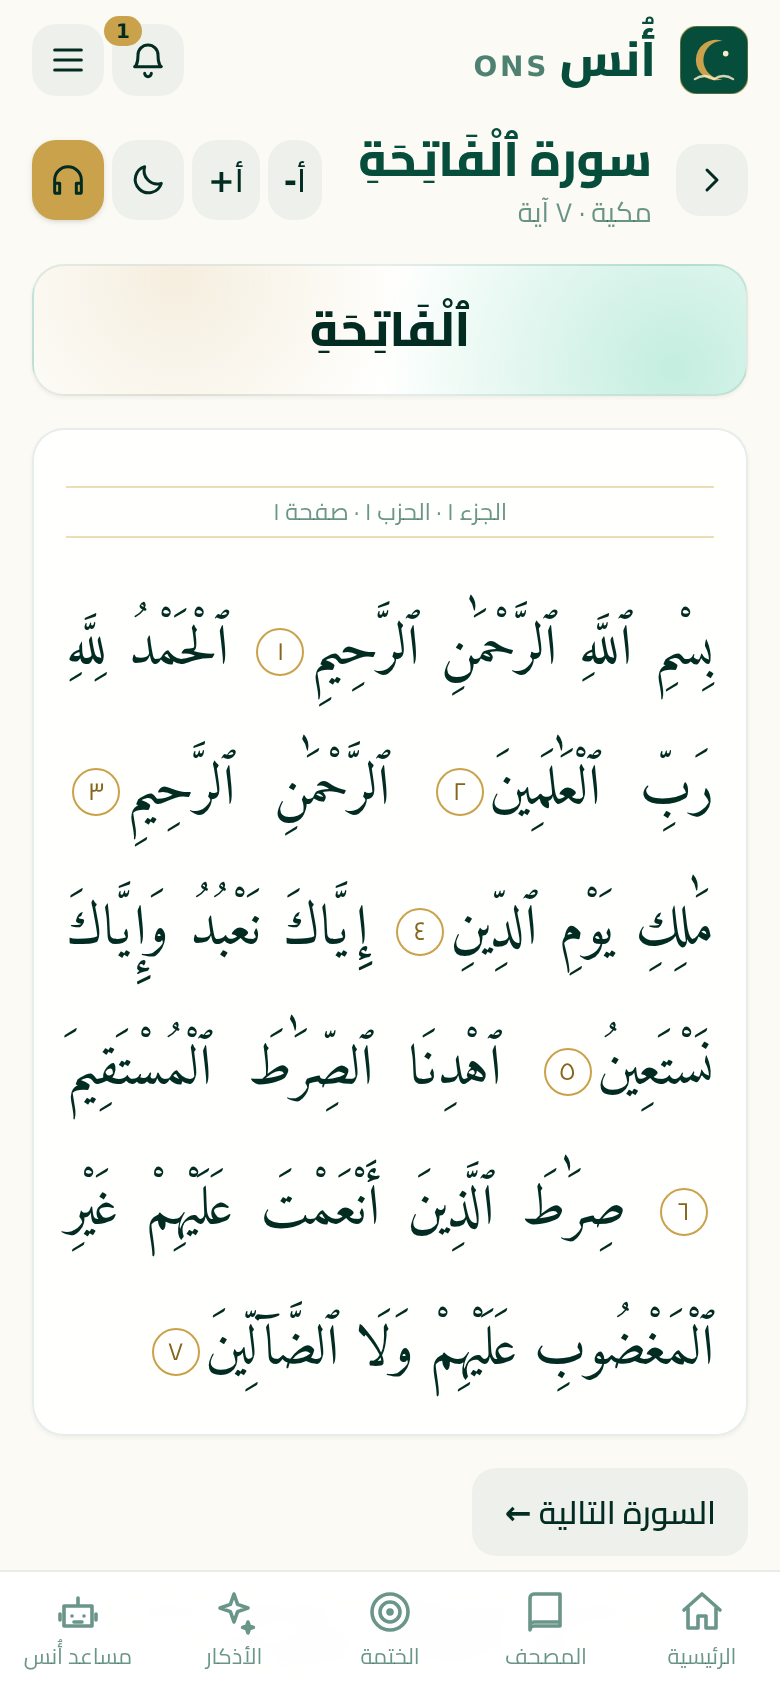 أُنس ONS
1
سورة ٱلْفَاتِحَةِ
مكية · ٧ آية
أ-
أ+
ٱلْفَاتِحَةِ
الجزء ١ · الحزب ١ · صفحة ١
بِسْمِ ٱللَّهِ ٱلرَّحْمَٰنِ ٱلرَّحِيمِ ١ ٱلْحَمْدُ لِلَّهِ
رَبِّ ٱلْعَٰلَمِينَ ٢ ٱلرَّحْمَٰنِ ٱلرَّحِيمِ ٣
مَٰلِكِ يَوْمِ ٱلدِّينِ ٤ إِيَّاكَ نَعْبُدُ وَإِيَّاكَ
نَسْتَعِينُ ٥ ٱهْدِنَا ٱلصِّرَٰطَ ٱلْمُسْتَقِيمَ
٦ صِرَٰطَ ٱلَّذِينَ أَنْعَمْتَ عَلَيْهِمْ غَيْرِ
ٱلْمَغْضُوبِ عَلَيْهِمْ وَلَا ٱلضَّآلِّينَ ٧
السورة التالية ←
الرئيسية
المصحف
الختمة
الأذكار
مساعد أُنس